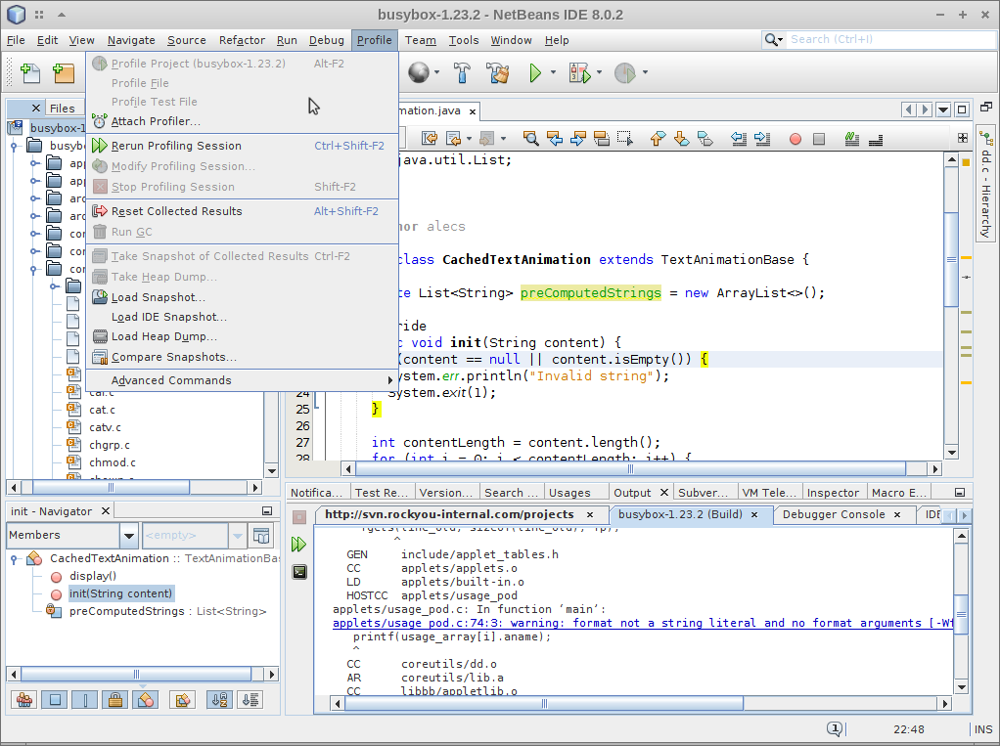 busybox-1.23.2 - NetBeans IDE 8.0.2
File Edit View Navigate Source Refactor Run Debug Profile Team Tools Window Help
Search (Ctrl+I)
Profile Project (busybox-1.23.2) Alt-F2
Profile File
Profile Test File
Attach Profiler...
Rerun Profiling Session Ctrl+Shift-F2
Modify Profiling Session...
Stop Profiling Session Shift-F2
Reset Collected Results Alt+Shift-F2
Run GC
Take Snapshot of Collected Results Ctrl-F2
Take Heap Dump...
Load Snapshot...
Load IDE Snapshot...
Load Heap Dump...
Compare Snapshots...
Advanced Commands
Files
busybox-1
busybo
app
app
arc
arc
cor
cor
cor
cal.c
cat.c
catv.c
chgrp.c
chmod.c
chown.c
mation.java
java.util.List;
or alecs
class CachedTextAnimation extends TextAnimationBase {
te List<String> preComputedStrings = new ArrayList<>();
ride
c void init(String content) {
(content == null || content.isEmpty()) {
ystem.err.println("Invalid string");
24 System.exit(1);
25 }
26
27 int contentLength = content.length();
28 for (int i = 0; i < contentLength; i++) {
dd.c - Hierarchy
init - Navigator
Members
<empty>
CachedTextAnimation :: TextAnimationBas
display()
init(String content)
preComputedStrings : List<String>
Notifica... Test Re... Version... Search ... Usages Output Subver... VM Tele... Inspector Macro E...
http://svn.rockyou-internal.com/projects busybox-1.23.2 (Build) Debugger Console IDE
fgets(line_old, sizeof(line_old), fp);
^
GEN include/applet_tables.h
CC applets/applets.o
LD applets/built-in.o
HOSTCC applets/usage_pod
applets/usage_pod.c: In function ‘main’:
applets/usage_pod.c:74:3: warning: format not a string literal and no format arguments [-Wf
printf(usage_array[i].aname);
^
CC coreutils/dd.o
AR coreutils/lib.a
CC libbb/appletlib.o
1
22:48
INS